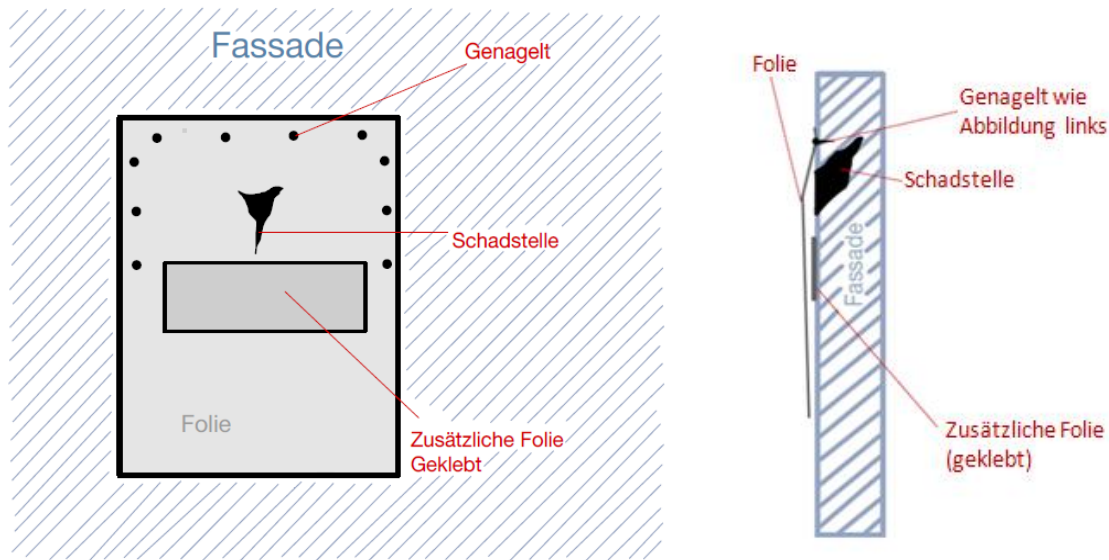 Fassade
Genagelt
Schadstelle
Zusätzliche Folie
Geklebt
Folie
Folie
Genagelt wie
Abbildung links
Schadstelle
Fassade
Zusätzliche Folie
(geklebt)